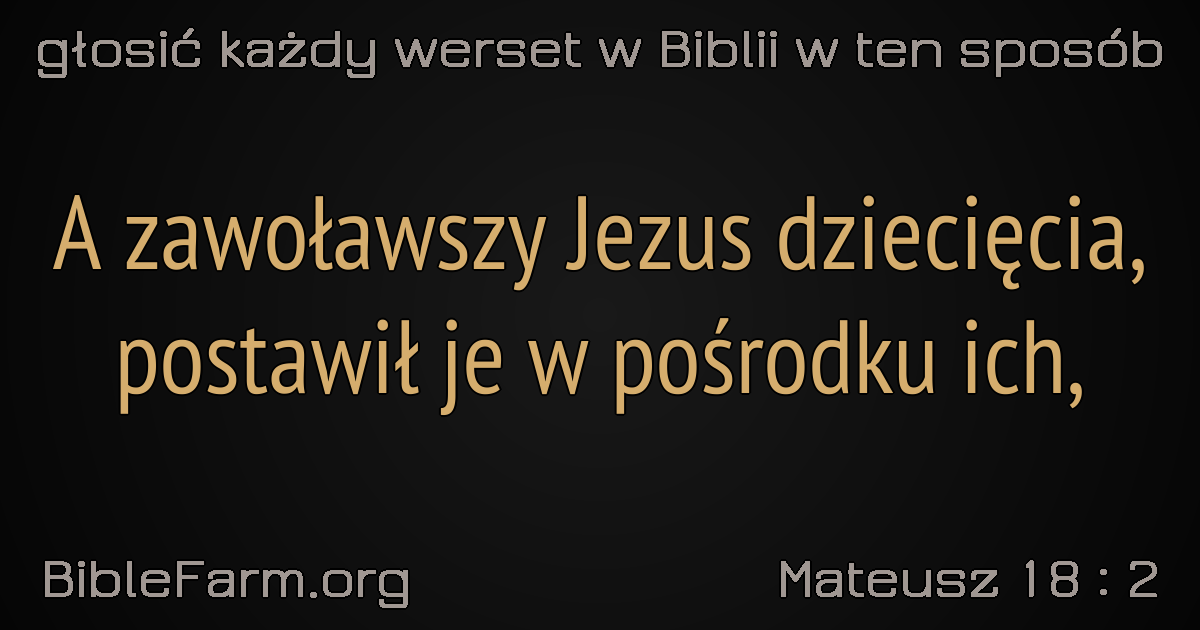 głosić każdy werset w Biblii w ten sposób
A zawoławszy Jezus dziecięcia,
postawił je w pośrodku ich,
BibleFarm.org
Mateusz 18 : 2